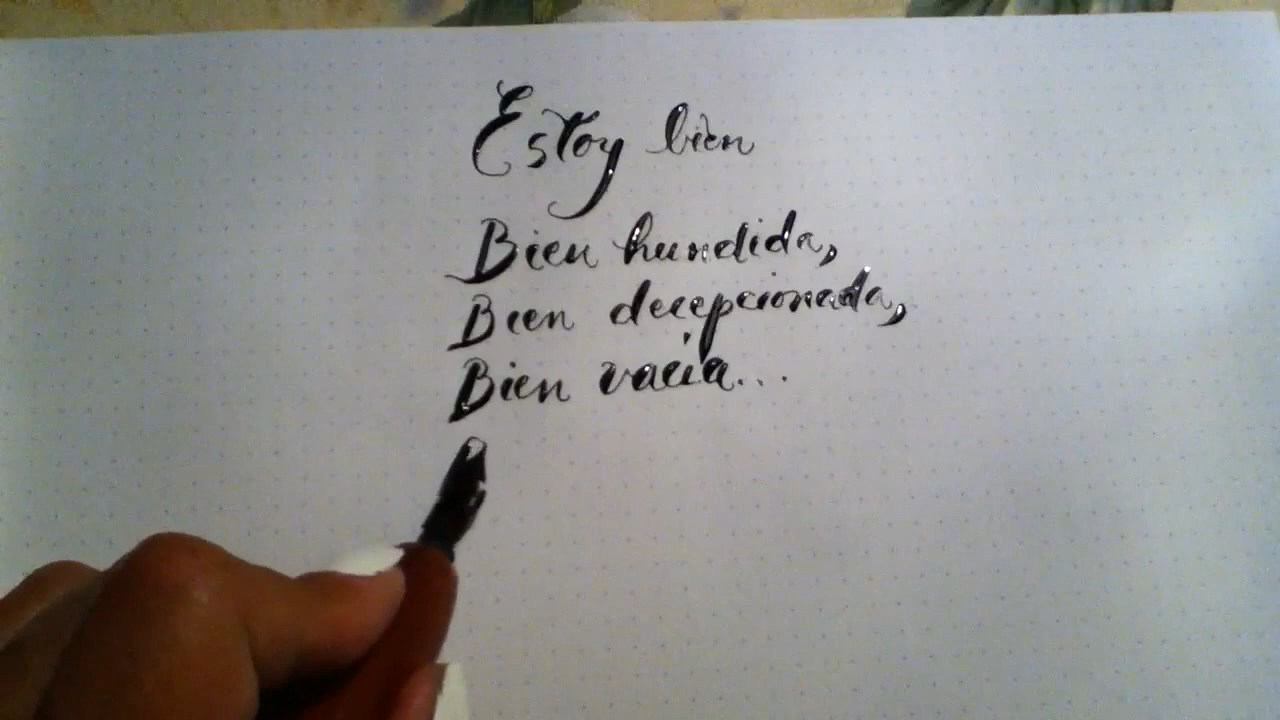 Estoy bien
Bien hundida,
Bien decepcionada,
Bien vacía...